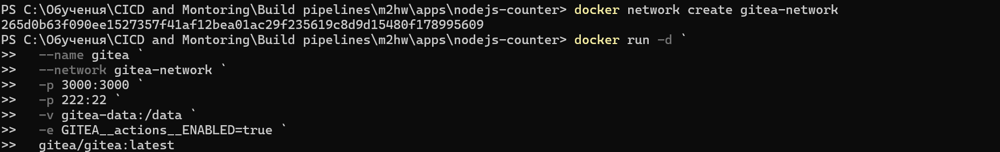 PS C:\Обучения\CICD and Montoring\Build pipelines\m2hw\apps\nodejs-counter> docker network create gitea-network
265d0b63f090ee1527357f41af12bea01ac29f235619c8d9d15480f178995609
PS C:\Обучения\CICD and Montoring\Build pipelines\m2hw\apps\nodejs-counter> docker run -d `
>>   --name gitea `
>>   --network gitea-network `
>>   -p 3000:3000 `
>>   -p 222:22 `
>>   -v gitea-data:/data `
>>   -e GITEA__actions__ENABLED=true `
>>   gitea/gitea:latest